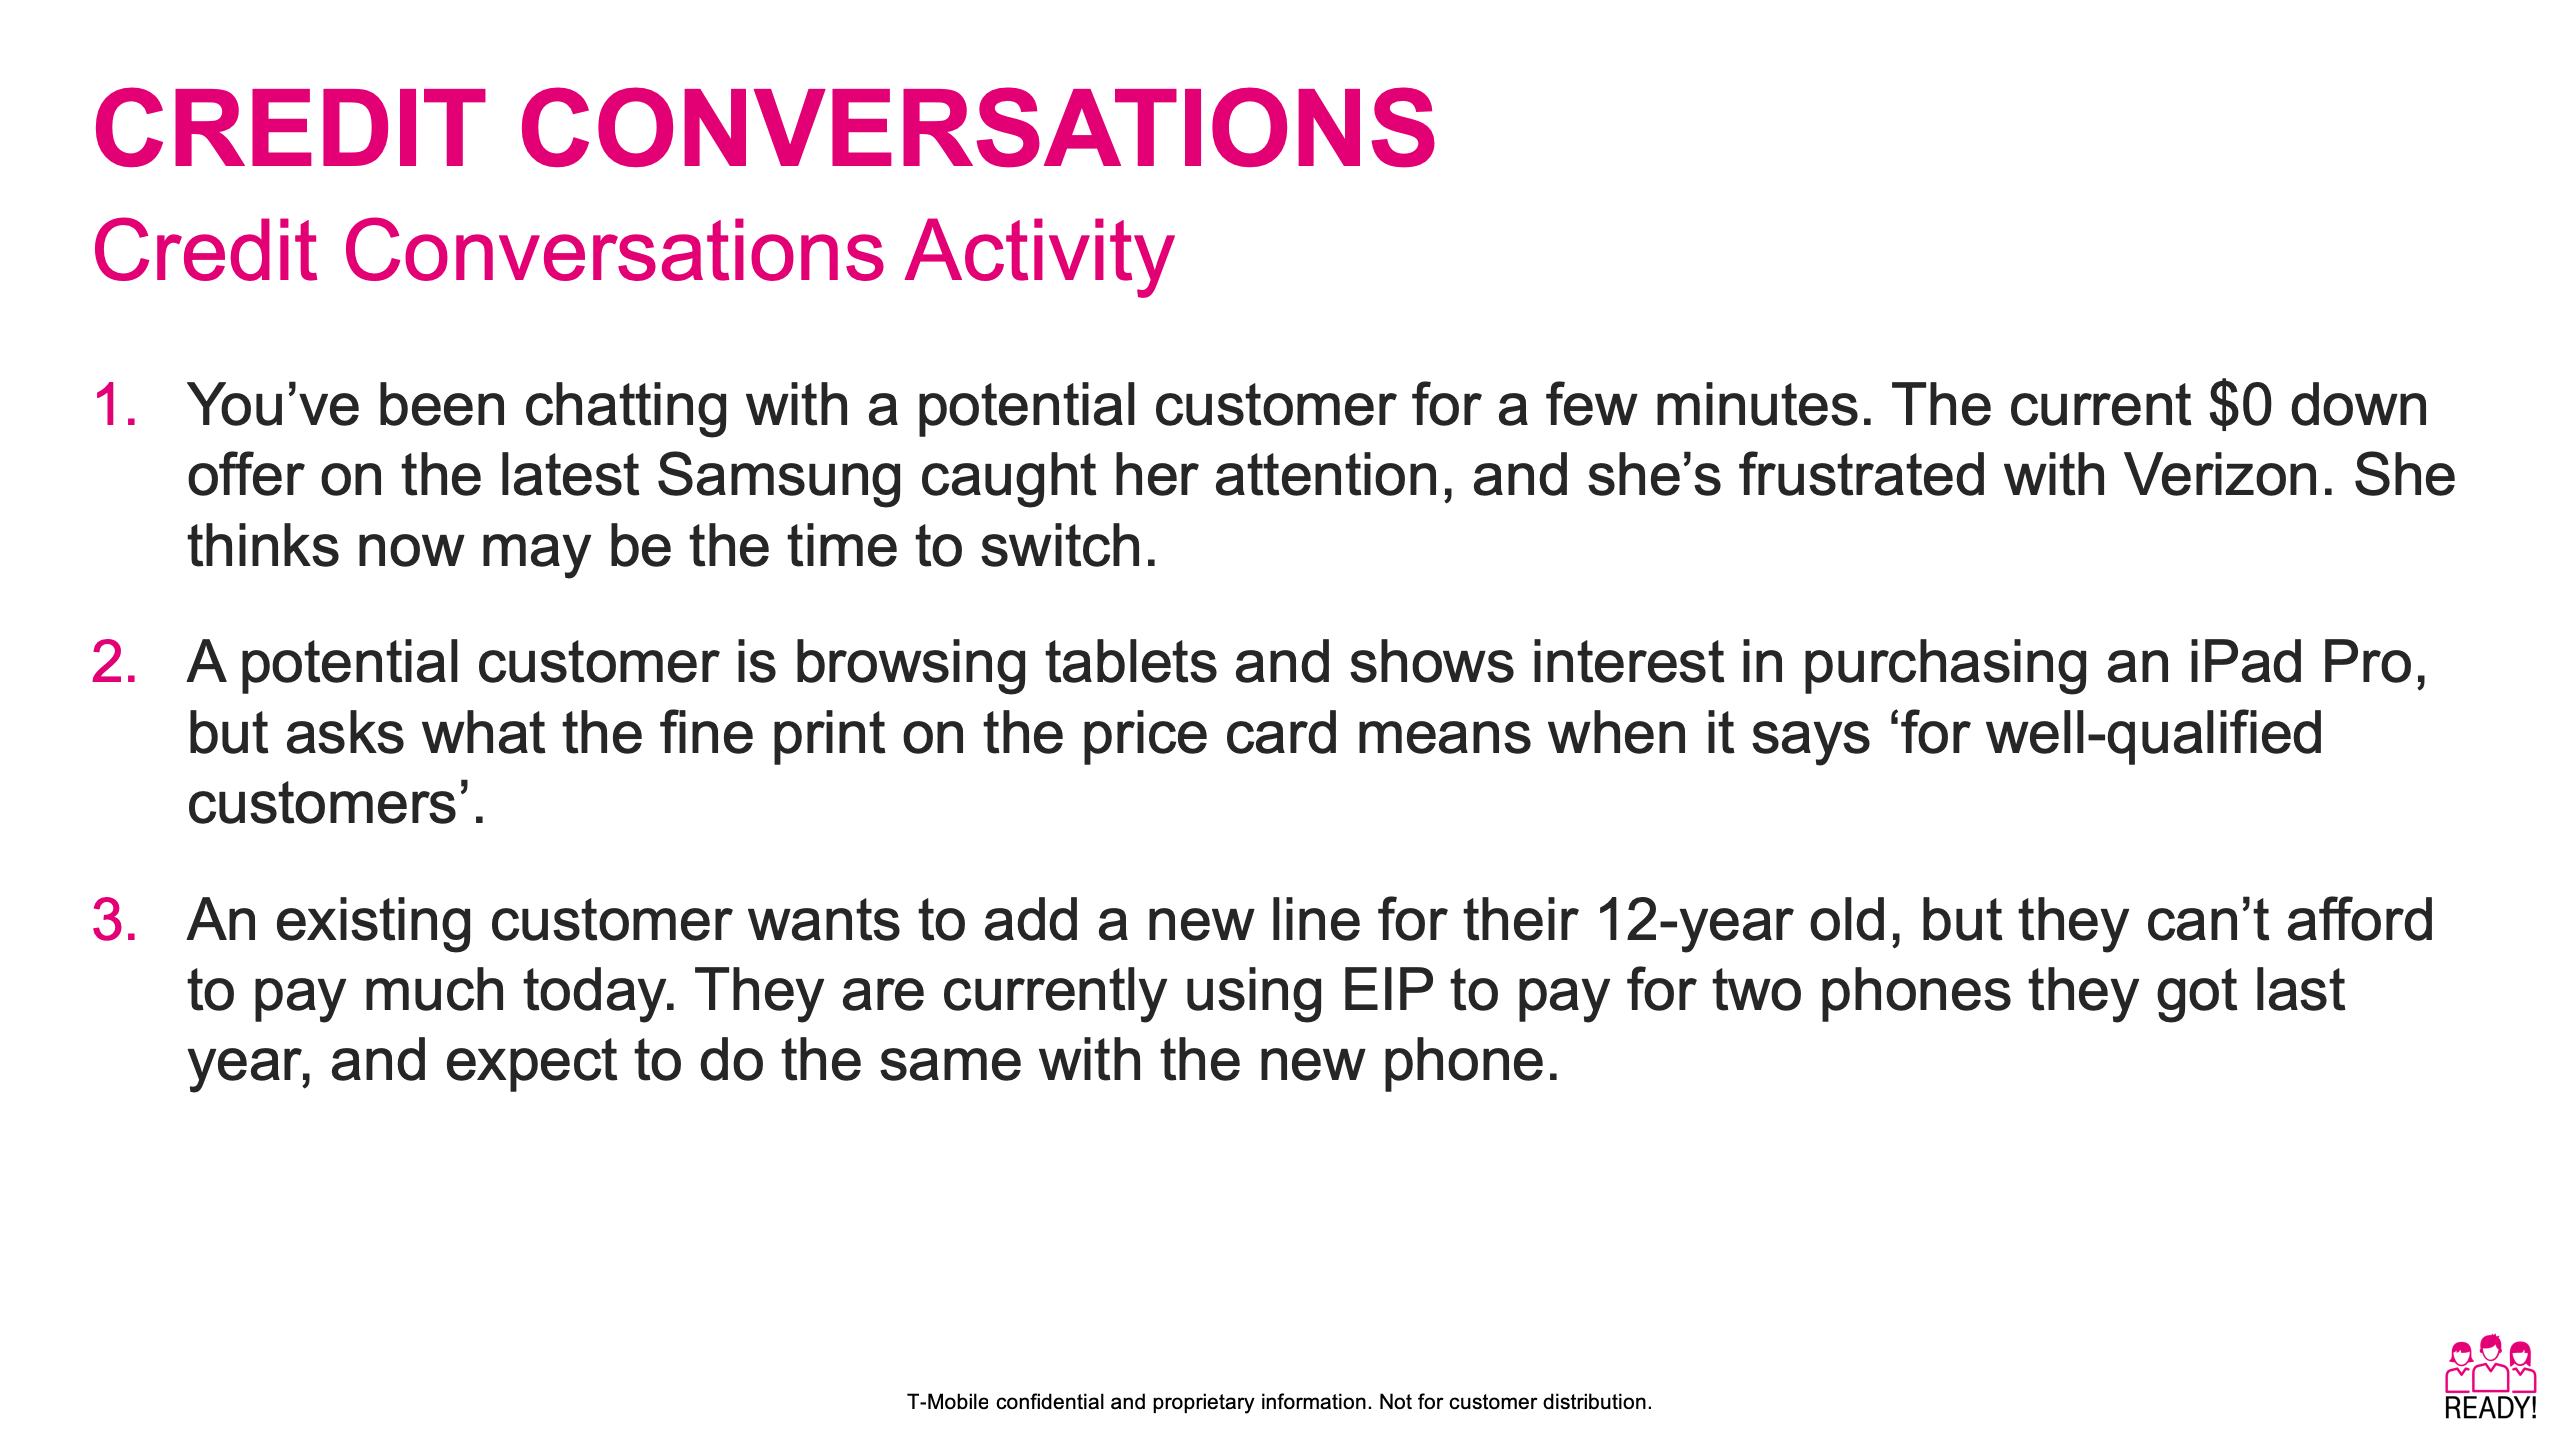 CREDIT CONVERSATIONS
Credit Conversations Activity
1. You’ve been chatting with a potential customer for a few minutes. The current $0 down
offer on the latest Samsung caught her attention, and she’s frustrated with Verizon. She
thinks now may be the time to switch.
2. A potential customer is browsing tablets and shows interest in purchasing an iPad Pro,
but asks what the fine print on the price card means when it says ‘for well-qualified
customers’.
3. An existing customer wants to add a new line for their 12-year old, but they can’t afford
to pay much today. They are currently using EIP to pay for two phones they got last
year, and expect to do the same with the new phone.
T-Mobile confidential and proprietary information. Not for customer distribution.
READY!